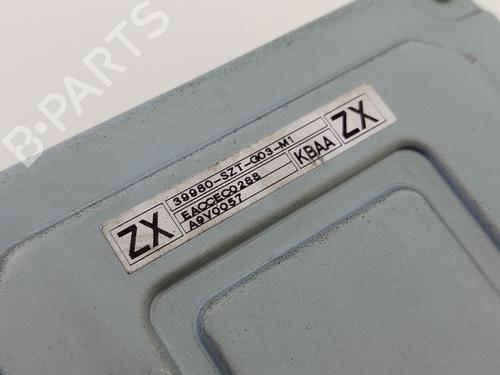 B-PARTS
ZX 39980-SZT-G03-M1 KBAA ZX
EACCEC0288
A9V0057